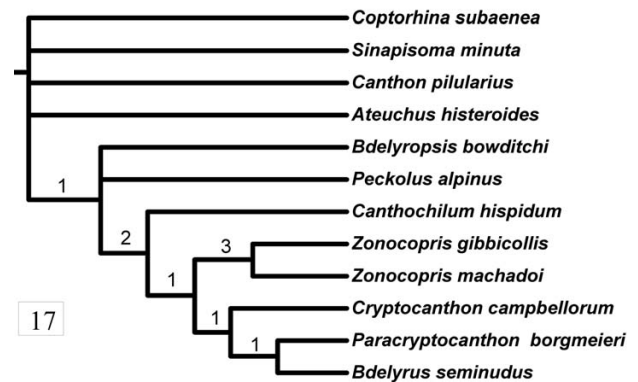 Coptorhina subaenea
Sinapisoma minuta
Canthon pilularius
Ateuchus histeroides
Bdelyropsis bowditchi
1
Peckolus alpinus
Canthochilum hispidum
2
3
Zonocopris gibbicollis
1
Zonocopris machadoi
Cryptocanthon campbellorum
1
17
Paracryptocanthon borgmeieri
1
Bdelyrus seminudus